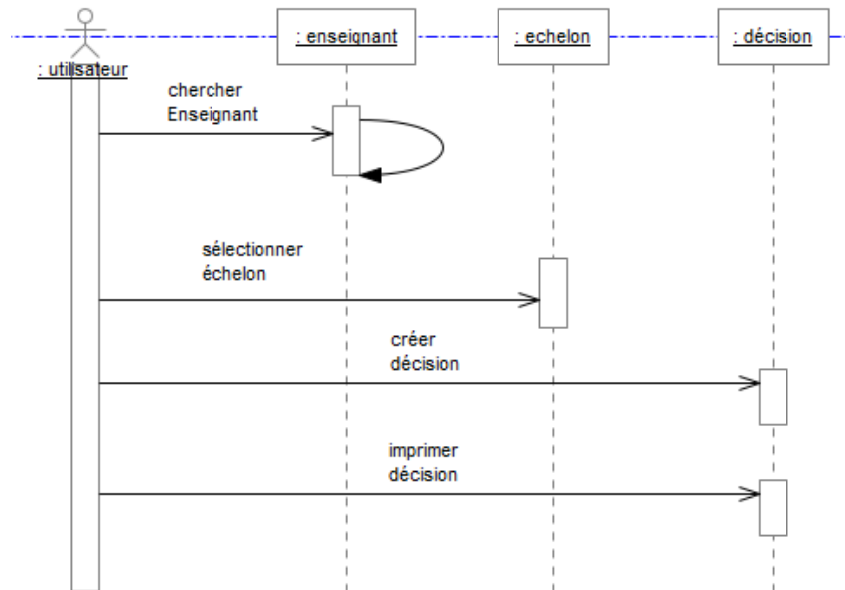 : utilisateur
: enseignant
: echelon
: décision
chercher
Enseignant
sélectionner
échelon
créer
décision
imprimer
décision